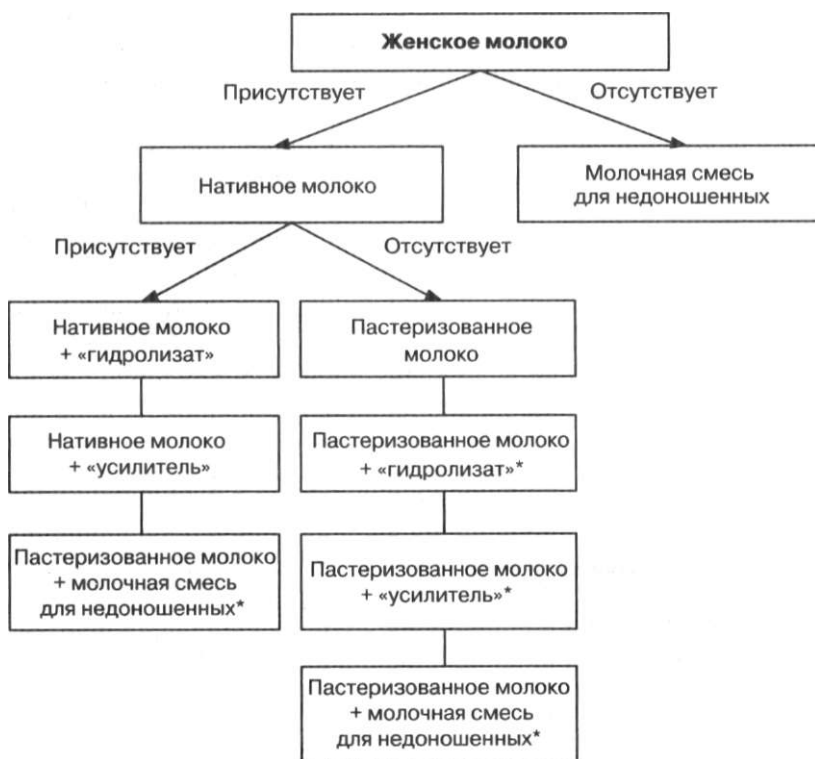 Женское молоко
Присутствует
Отсутствует
Нативное молоко
Молочная смесь
для недоношенных
Присутствует
Отсутствует
Нативное молоко
+ «гидролизат»
Пастеризованное
молоко
Нативное молоко
+ «усилитель»
Пастеризованное молоко
+ «гидролизат»*
Пастеризованное молоко
+ молочная смесь
для недоношенных*
Пастеризованное молоко
+ «усилитель»*
Пастеризованное молоко
+ молочная смесь
для недоношенных*